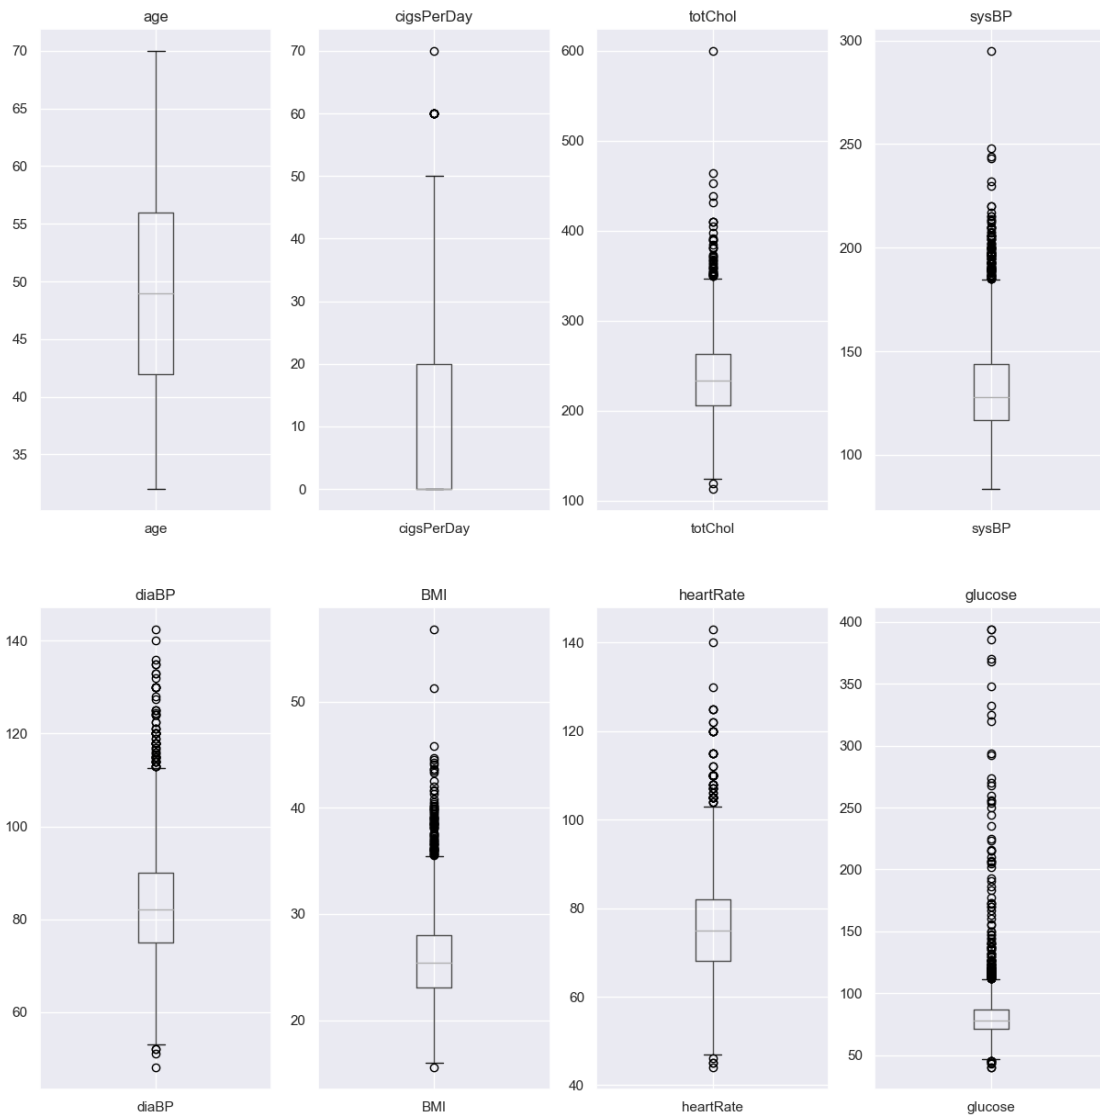 age cigsPerDay totChol sysBP
70 70 600 300
65 60 500 250
60 50 400 200
55 40 300 150
50 30 200 100
45 20 100
40 10
35 0
age cigsPerDay totChol sysBP
diaBP BMI heartRate glucose
140 50 140 400
120 40 120 350
100 30 100 300
80 20 80 250
60 60 200
40 150
100
50
diaBP BMI heartRate glucose